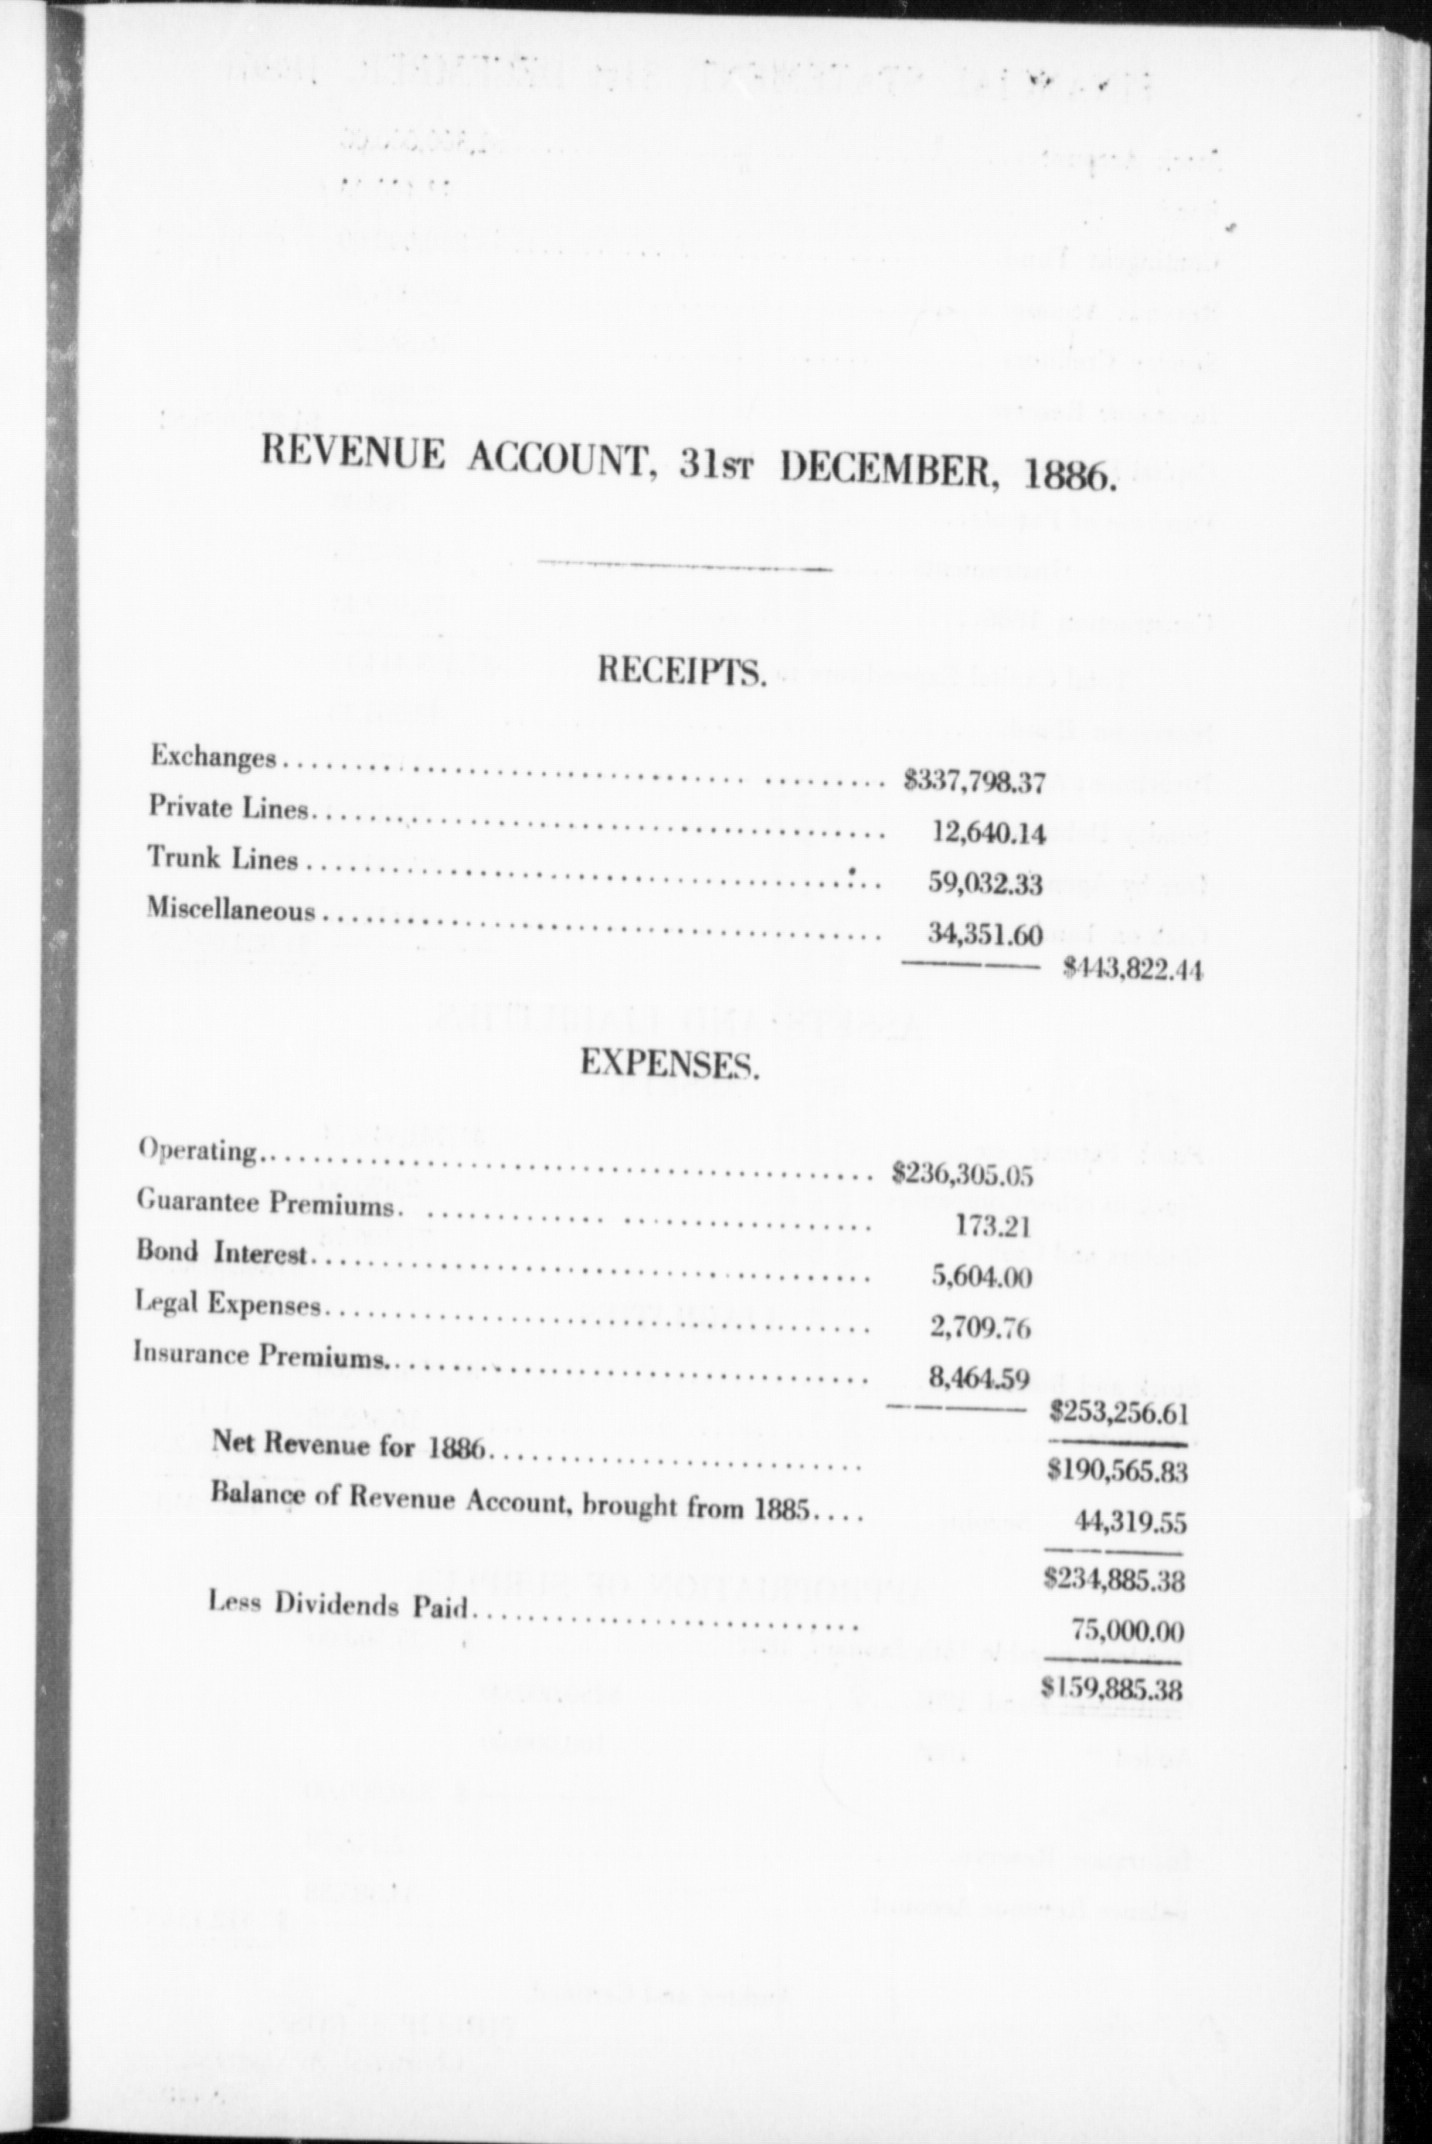 REVENUE ACCOUNT, 31ST DECEMBER, 1886.
RECEIPTS.
Exchanges.......................................... $337,798.37
Private Lines........................................ 12,640.14
Trunk Lines........................................ 59,032.33
Miscellaneous....................................... 34,351.60
$443,822.44
EXPENSES.
Operating........................................... $236,305.05
Guarantee Premiums. ............................... 173.21
Bond Interest....................................... 5,604.00
Legal Expenses...................................... 2,709.76
Insurance Premiums.................................. 8,464.59
$253,256.61
Net Revenue for 1886........................... $190,565.83
Balance of Revenue Account, brought from 1885.... 44,319.55
$234,885.38
Less Dividends Paid............................ 75,000.00
$159,885.38